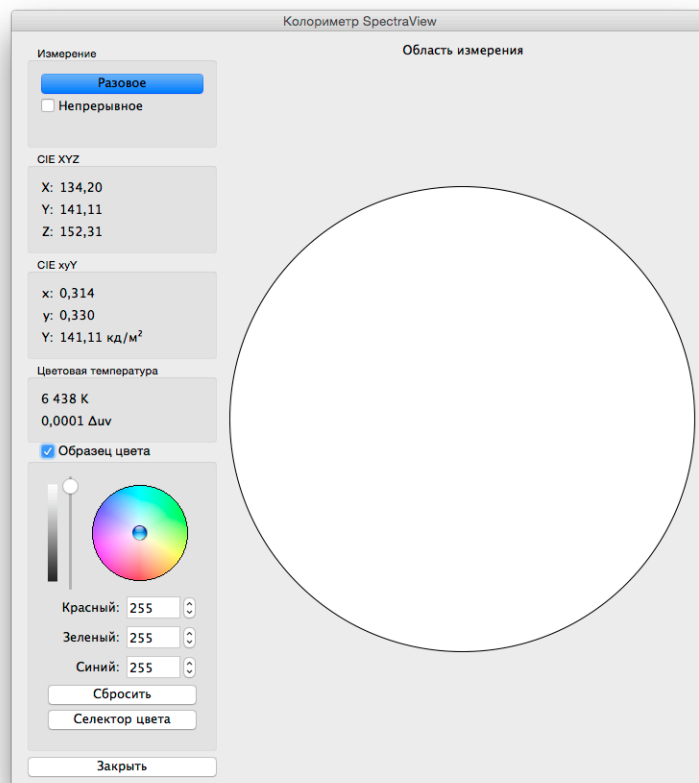 Колориметр SpectraView
Измерение
Разовое
Непрерывное
CIE XYZ
X: 134,20
Y: 141,11
Z: 152,31
CIE xyY
x: 0,314
y: 0,330
Y: 141,11 кд/м²
Цветовая температура
6 438 K
0,0001 Δuv
Образец цвета
Красный: 255
Зеленый: 255
Синий: 255
Сбросить
Селектор цвета
Закрыть
Область измерения